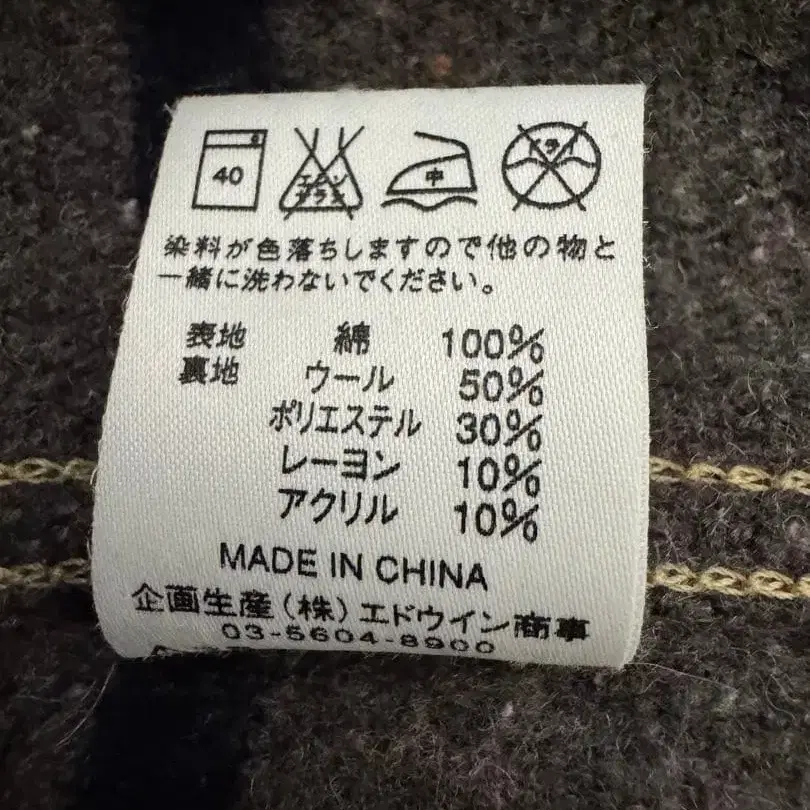 40 エンソ サラシ 中 ドライ
染料が色落ちしますので他の物と
一緒に洗わないでください。
表地 綿 100%
裏地 ウール 50%
ポリエステル 30%
レーヨン 10%
アクリル 10%
MADE IN CHINA
企画生産(株)エドウイン商事
03-5604-8900